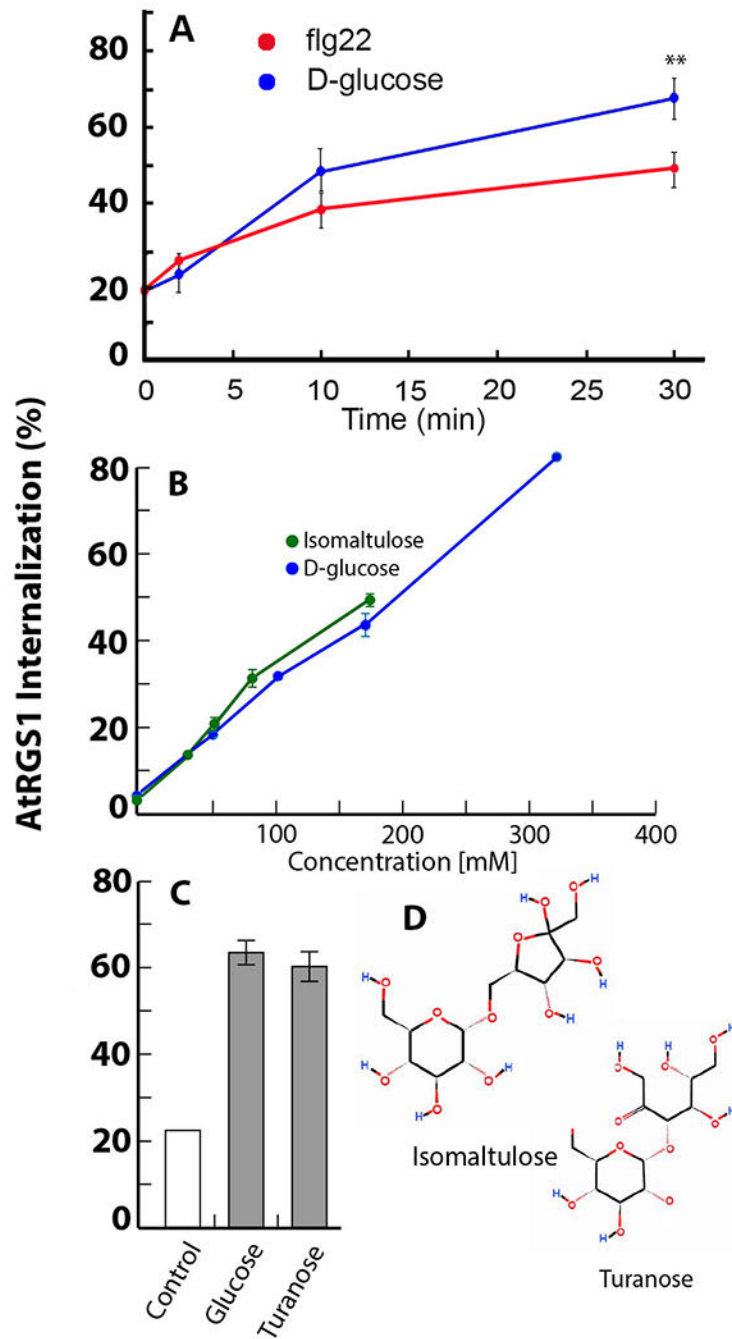 A
flg22
D-glucose
**
80
60
40
20
0
0 5 10 15 20 25 30
Time (min)
AtRGS1 Internalization (%)
B
Isomaltulose
D-glucose
80
60
40
20
0
100 200 300 400
Concentration [mM]
C
80
60
40
20
0
Control
Glucose
Turanose
D
H O O H
H O O O O H
H O O O H
O H O O H
H O O H
O H
Isomaltulose
H O H O O H
O O H
O O
H O O
O H
Turanose